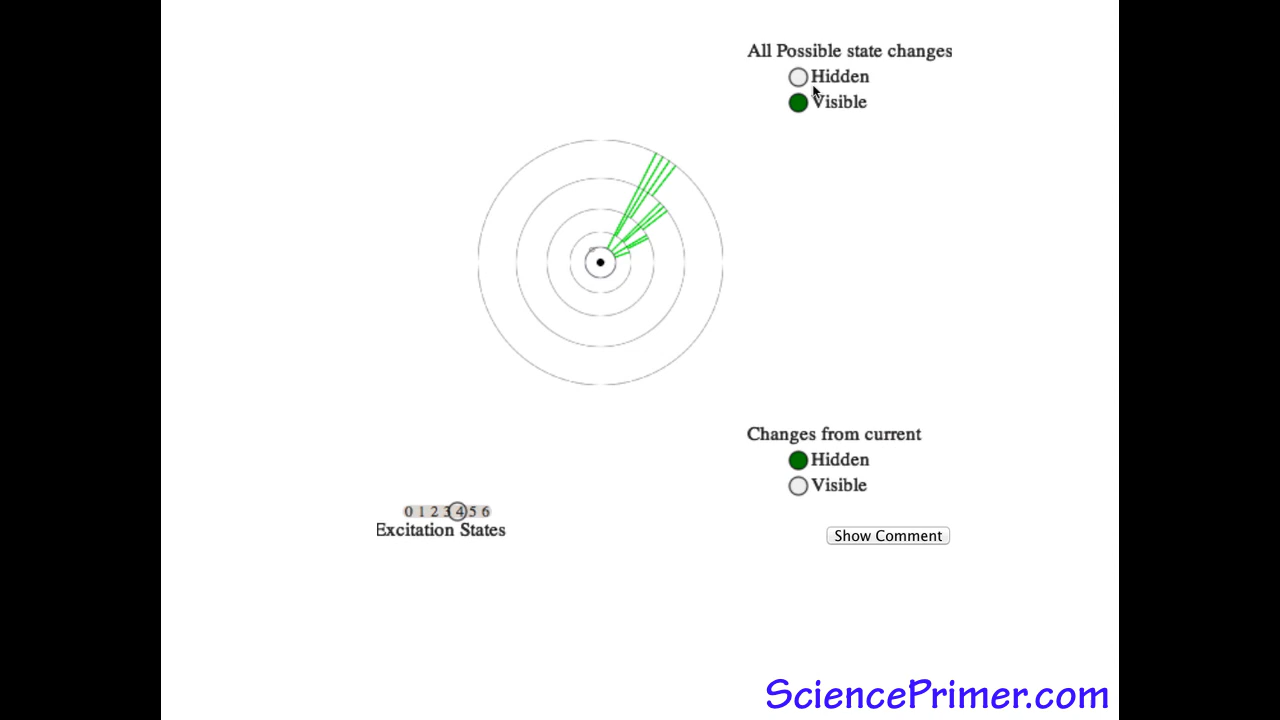 All Possible state changes
Hidden
Visible
Changes from current
Hidden
Visible
0 1 2 3 4 5 6
Excitation States
Show Comment
SciencePrimer.com